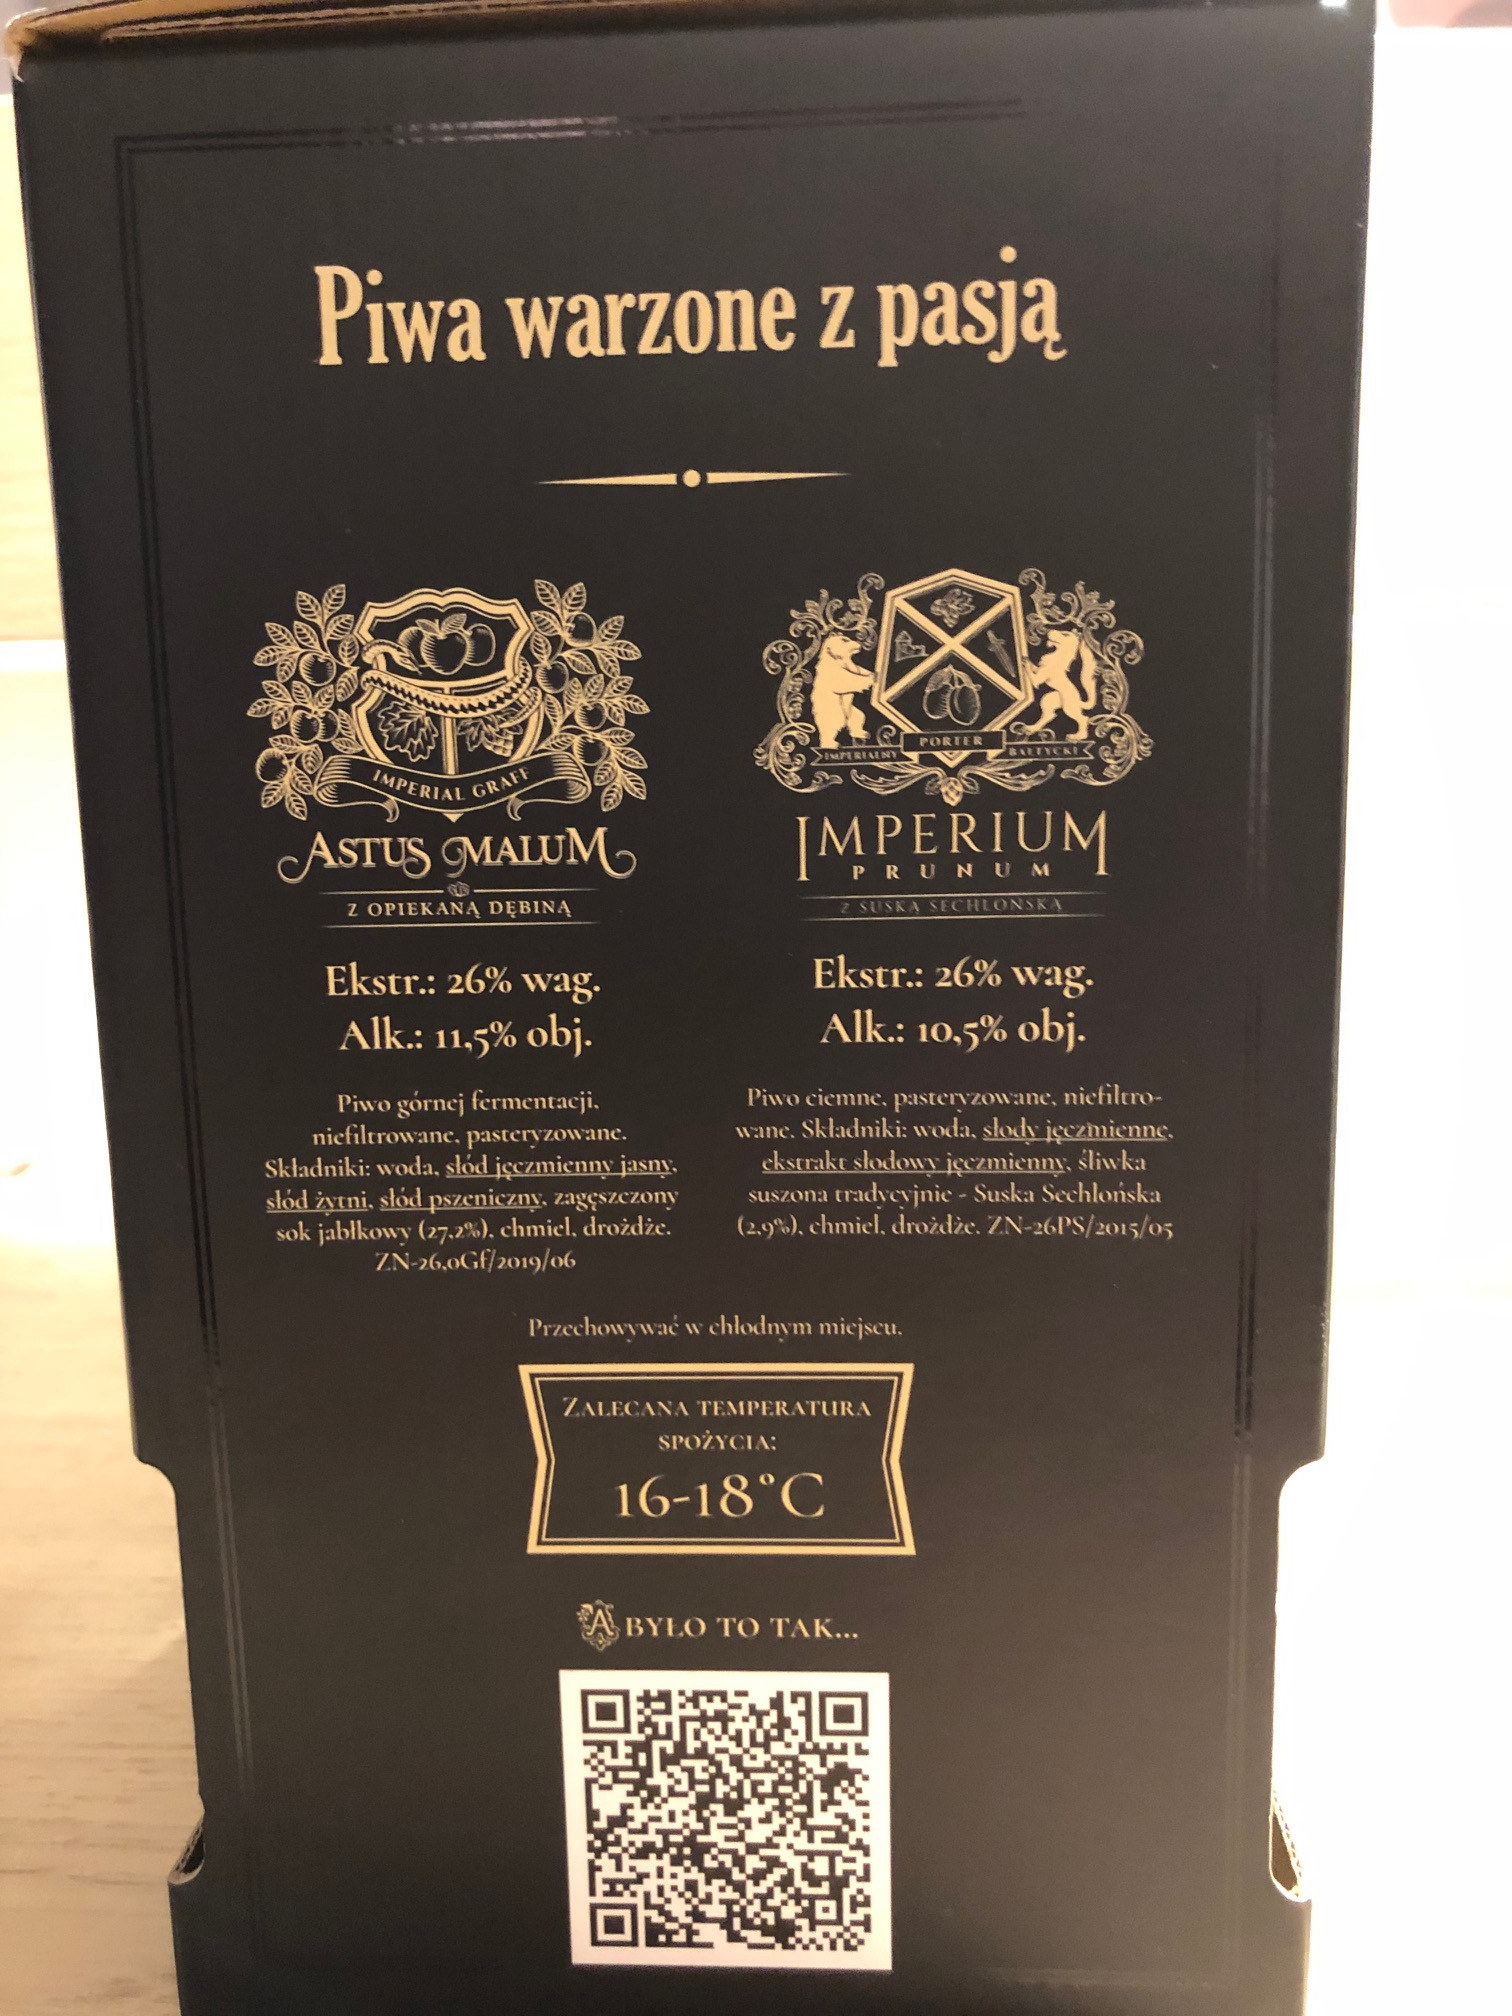 Piwa warzone z pasją
IMPERIAL GRAFF
ASTUS MALUM
Z OPIEKANĄ DĘBINĄ
Ekstr.: 26% wag.
Alk.: 11,5% obj.
Piwo górnej fermentacji,
niefiltrowane, pasteryzowane.
Składniki: woda, słód jęczmienny jasny,
słód żytni, słód pszeniczny, zagęszczony
sok jabłkowy (27,2%), chmiel, drożdże.
ZN-26,0Gf/2019/06
IMPERIALNY PORTER BAŁTYCKI
IMPERIUM
PRUNUM
Z SUSKĄ SECHLOŃSKĄ
Ekstr.: 26% wag.
Alk.: 10,5% obj.
Piwo ciemne, pasteryzowane, niefiltro-
wane. Składniki: woda, słody jęczmienne,
ekstrakt słodowy jęczmienny, śliwka
suszona tradycyjnie - Suska Sechlońska
(2,9%), chmiel, drożdże. ZN-26PS/2015/05
Przechowywać w chłodnym miejscu.
ZALECANA TEMPERATURA
SPOŻYCIA:
16-18°C
A BYŁO TO TAK...